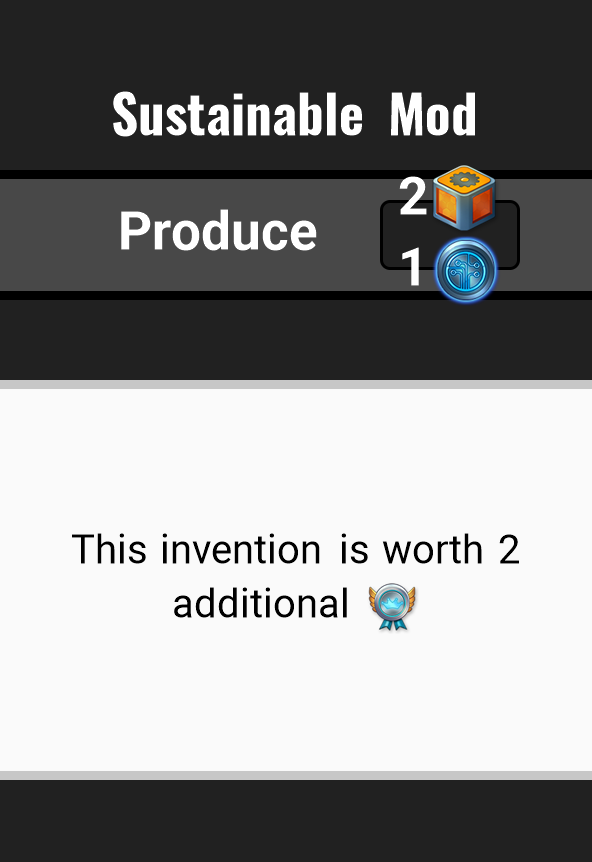 Sustainable Mod
Produce
2
1
This invention is worth 2
additional